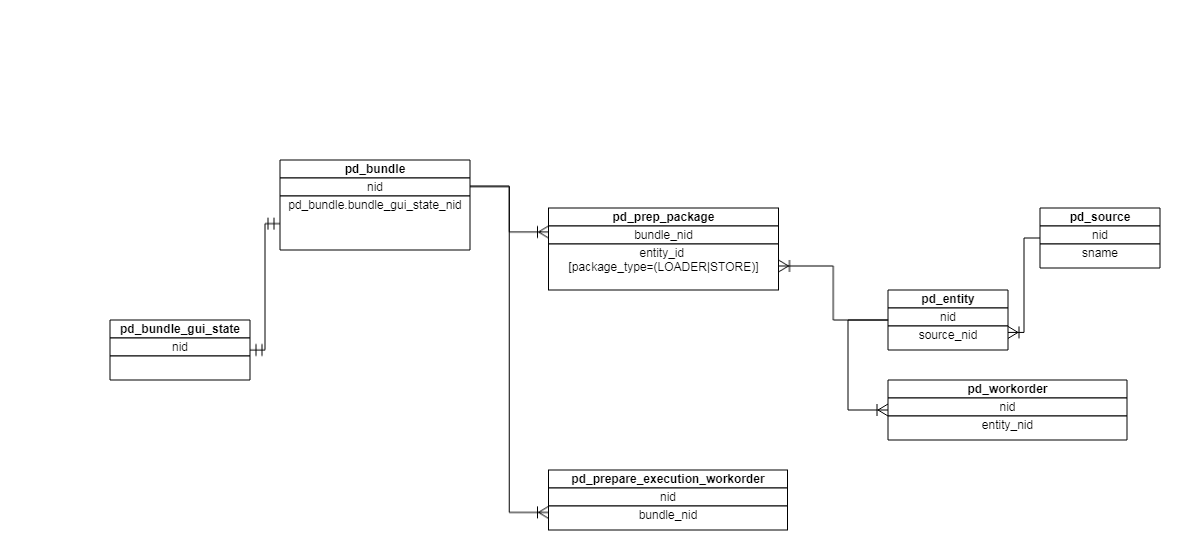 pd_bundle
nid
pd_bundle.bundle_gui_state_nid
pd_bundle_gui_state
nid
pd_prep_package
bundle_nid
entity_id
[package_type=(LOADER|STORE)]
pd_source
nid
sname
pd_entity
nid
source_nid
pd_workorder
nid
entity_nid
pd_prepare_execution_workorder
nid
bundle_nid